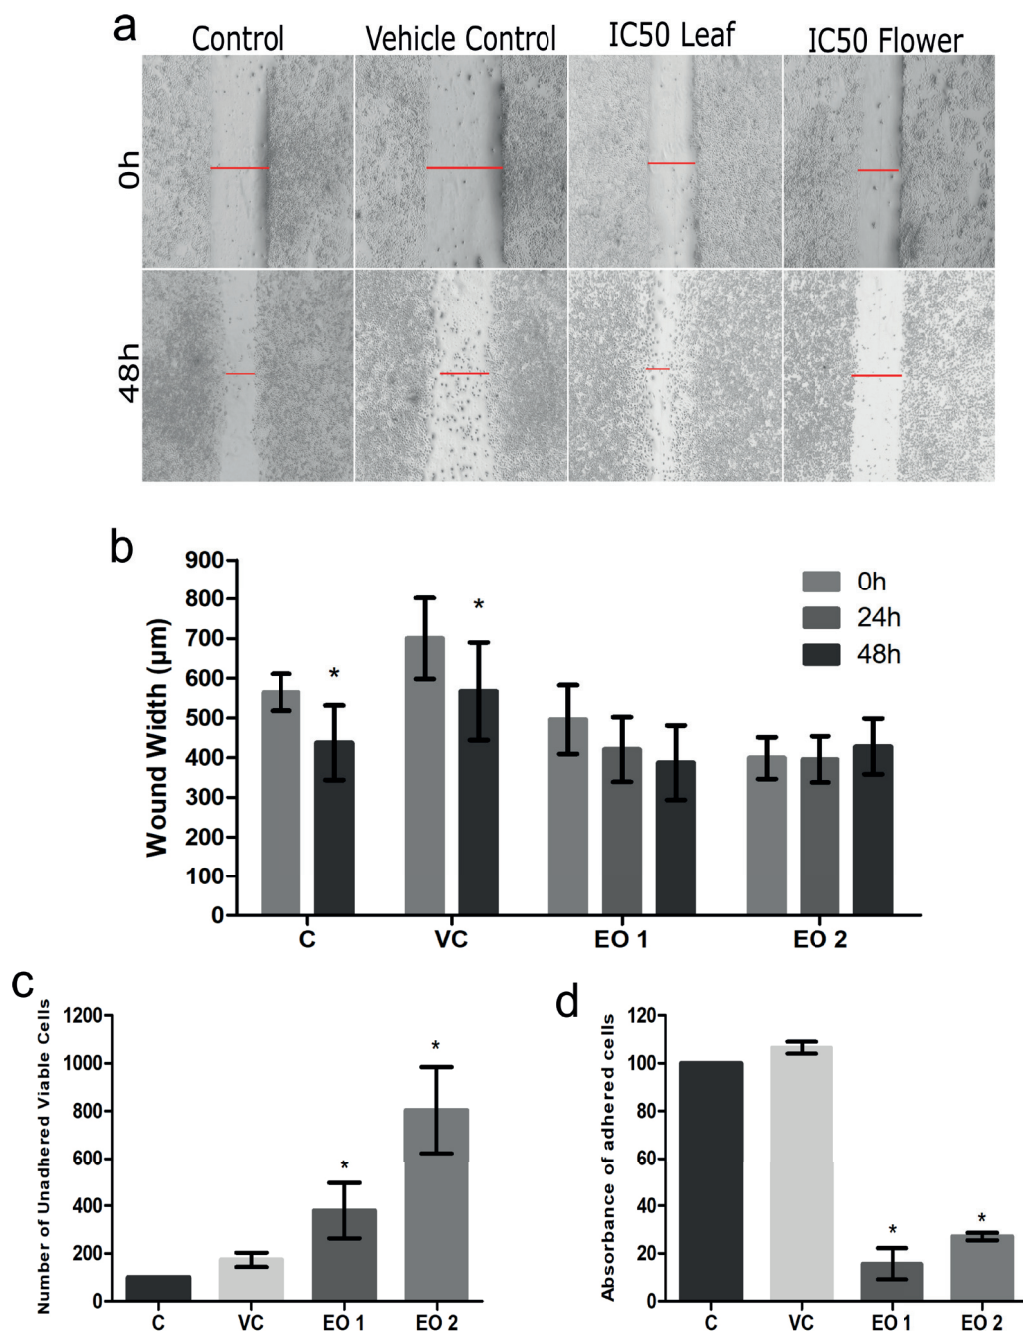 a
Control
Vehicle Control
IC50 Leaf
IC50 Flower
0h
48h
b
Wound Width (µm)
900
800
700
600
500
400
300
200
100
0
*
*
0h
24h
48h
C
VC
EO 1
EO 2
c
Number of Unadhered Viable Cells
1200
1000
800
600
400
200
0
*
*
C
VC
EO 1
EO 2
d
Absorbance of adhered cells
120
100
80
60
40
20
0
*
*
C
VC
EO 1
EO 2